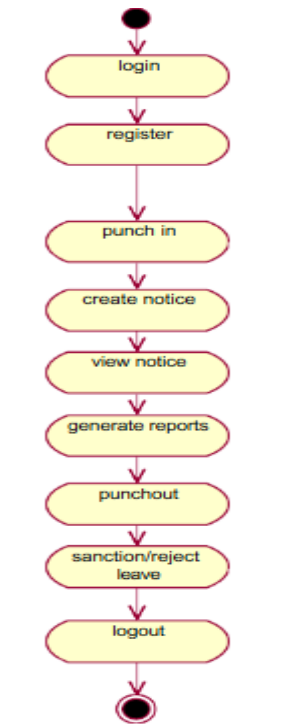 login
register
punch in
create notice
view notice
generate reports
punchout
sanction/reject
leave
logout